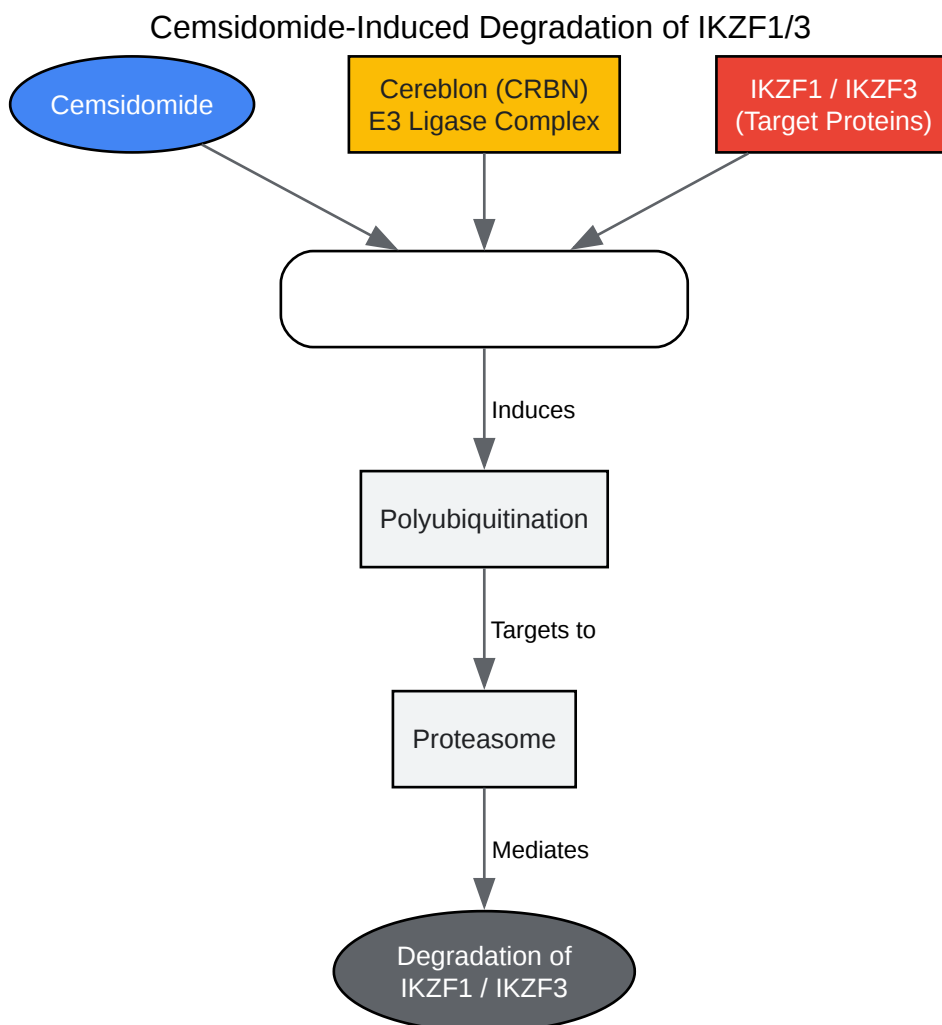 Cemsidomide-Induced Degradation of IKZF1/3
Cemsidomide
Cereblon (CRBN)
E3 Ligase Complex
IKZF1 / IKZF3
(Target Proteins)
Induces
Polyubiquitination
Targets to
Proteasome
Mediates
Degradation of
IKZF1 / IKZF3